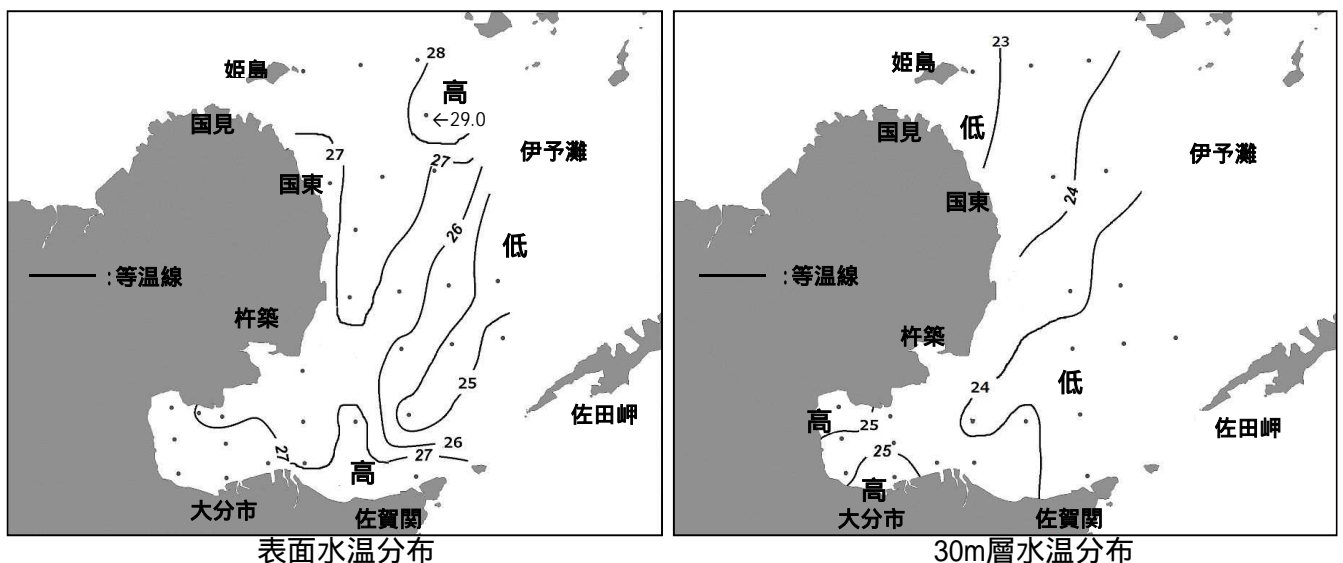 28
姫島
高
←29.0
国見
27
27
伊予灘
国東
26
低
:等温線
杵築
25
佐田岬
26
27
27
高
大分市
佐賀関
表面水温分布
23
姫島
低
国見
伊予灘
国東
24
:等温線
杵築
低
24
高
25
佐田岬
25
高
大分市
佐賀関
30m層水温分布